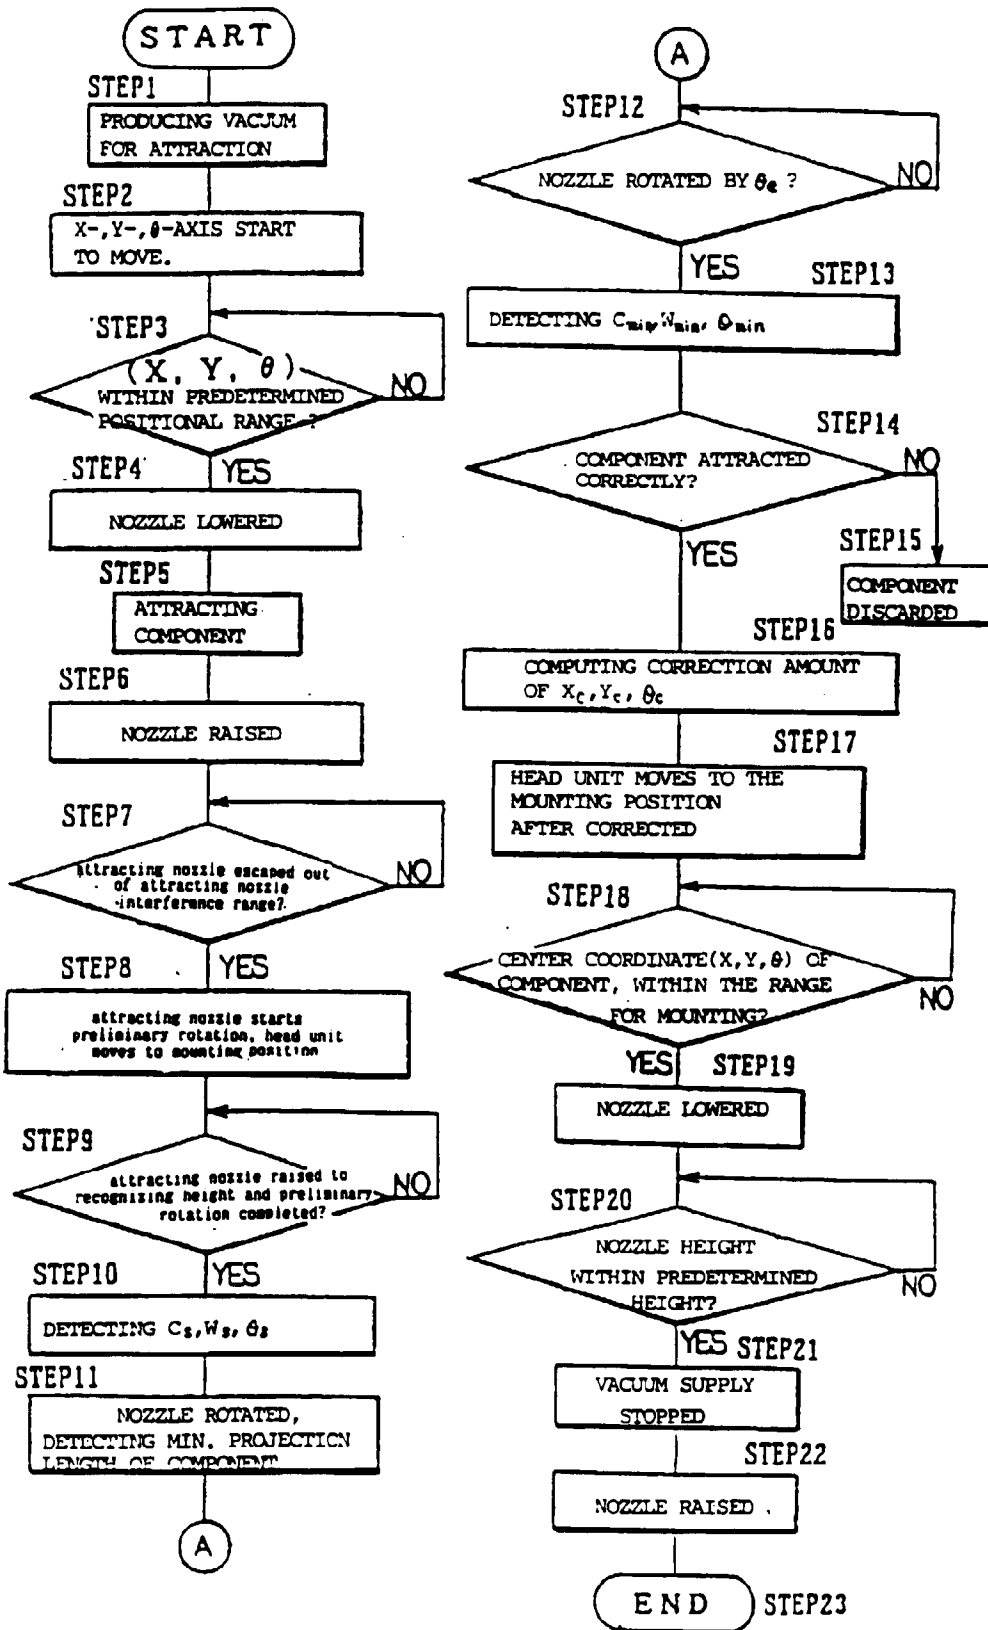 START
STEP1
PRODUCING VACUUM
FOR ATTRACTION
STEP2
X-,Y-,θ-AXIS START
TO MOVE.
STEP3
(X, Y, θ)
WITHIN PREDETERMINED
POSITIONAL RANGE ?
NO
YES
STEP4
NOZZLE LOWERED
STEP5
ATTRACTING
COMPONENT
STEP6
NOZZLE RAISED
STEP7
attracting nozzle escaped out
of attracting nozzle
interference range?
NO
YES
STEP8
attracting nozzle starts
preliminary rotation, head unit
moves to mounting position
STEP9
attracting nozzle raised to
recognizing height and preliminary
rotation completed?
NO
YES
STEP10
DETECTING Cs,Ws,θs
STEP11
NOZZLE ROTATED,
DETECTING MIN. PROJECTION
LENGTH OF COMPONENT
A
A
STEP12
NOZZLE ROTATED BY θe ?
NO
YES
STEP13
DETECTING Cmin,Wmin,θmin
STEP14
COMPONENT ATTRACTED
CORRECTLY?
NO
YES
STEP15
COMPONENT
DISCARDED
STEP16
COMPUTING CORRECTION AMOUNT
OF Xc,Yc,θc
STEP17
HEAD UNIT MOVES TO THE
MOUNTING POSITION
AFTER CORRECTED
STEP18
CENTER COORDINATE(X,Y,θ) OF
COMPONENT, WITHIN THE RANGE
FOR MOUNTING?
NO
YES
STEP19
NOZZLE LOWERED
STEP20
NOZZLE HEIGHT
WITHIN PREDETERMINED
HEIGHT?
NO
YES
STEP21
VACUUM SUPPLY
STOPPED
STEP22
NOZZLE RAISED .
END
STEP23